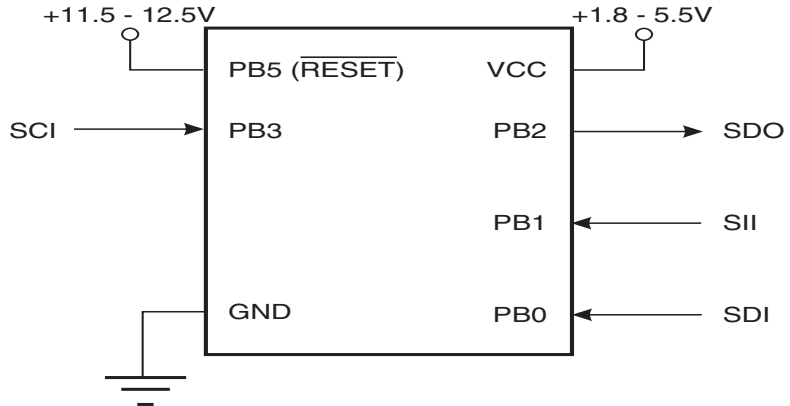 +11.5 - 12.5V
+1.8 - 5.5V
PB5 (RESET)
VCC
SCI
PB3
PB2
SDO
PB1
SII
GND
PB0
SDI